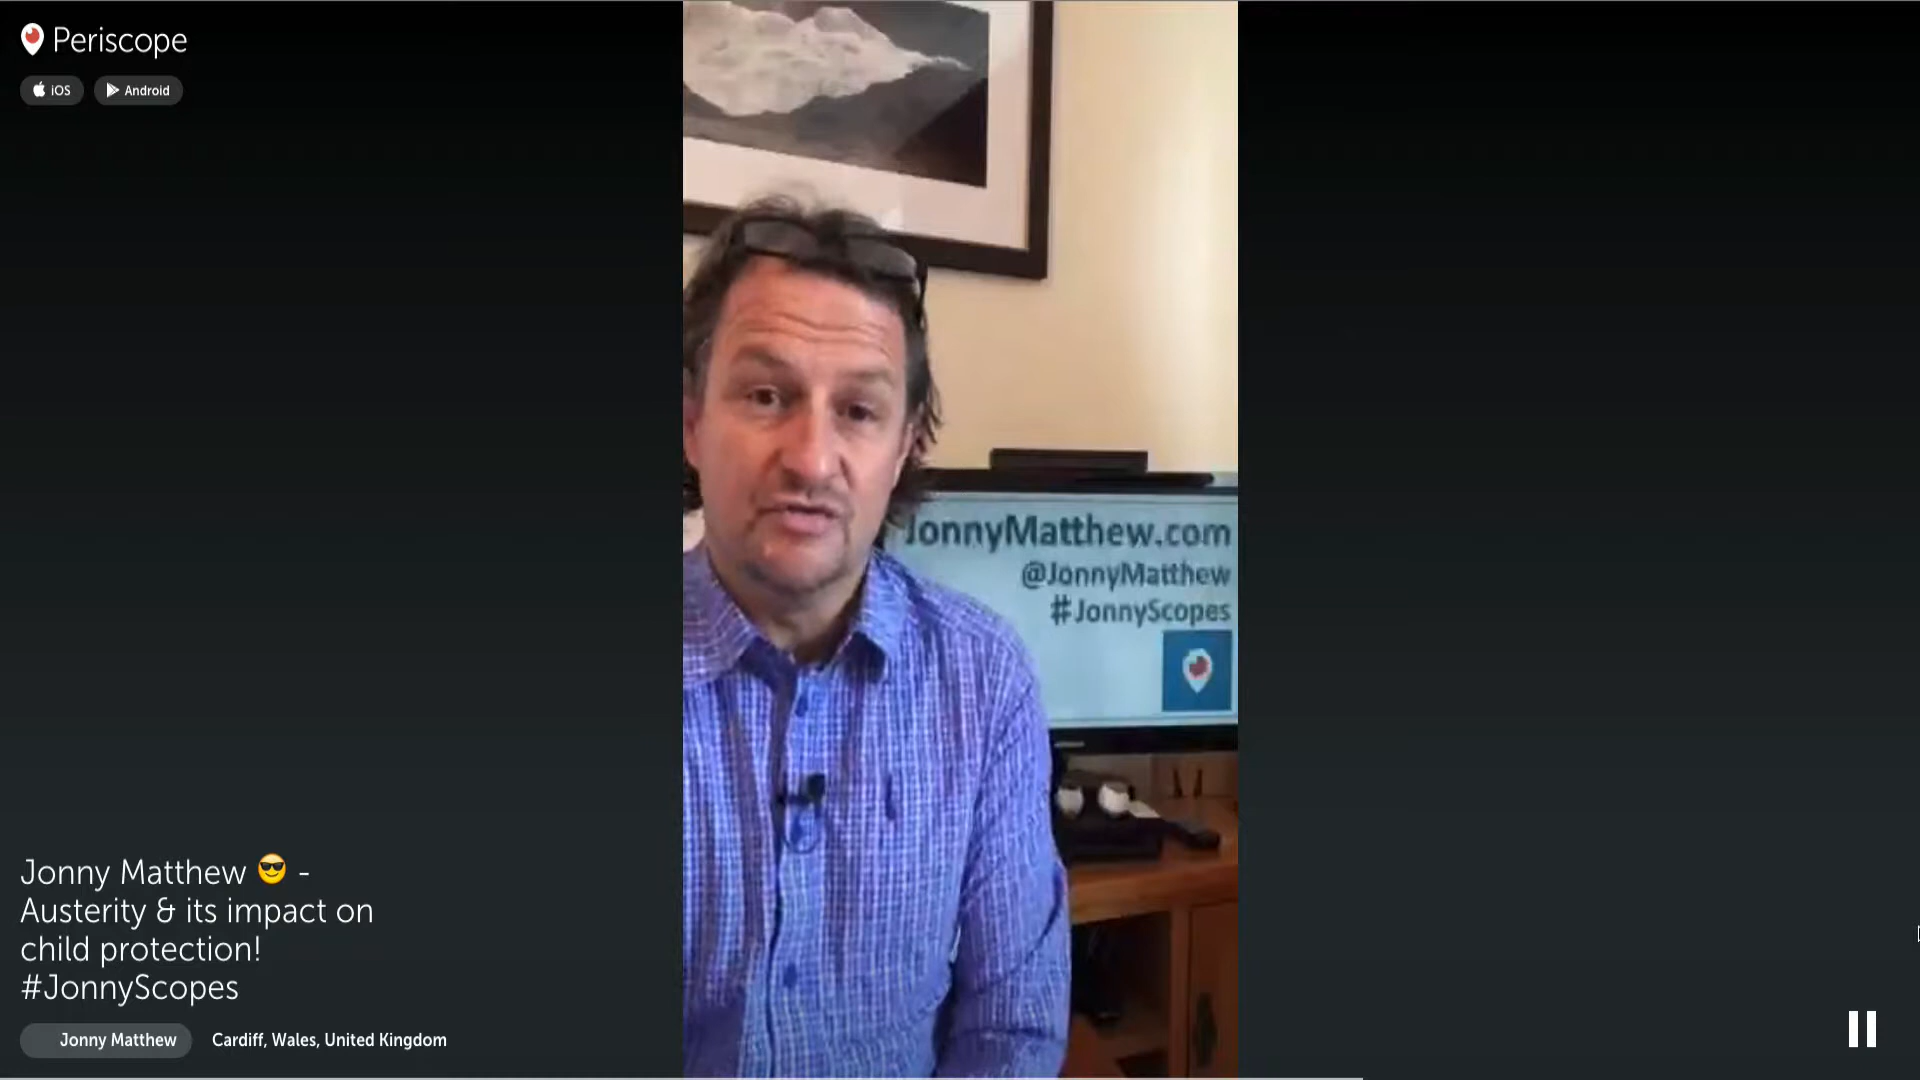 Periscope
iOS
Android
JonnyMatthew.com
@JonnyMatthew
#JonnyScopes
Jonny Matthew 😎 -
Austerity & its impact on
child protection!
#JonnyScopes
Jonny Matthew
Cardiff, Wales, United Kingdom